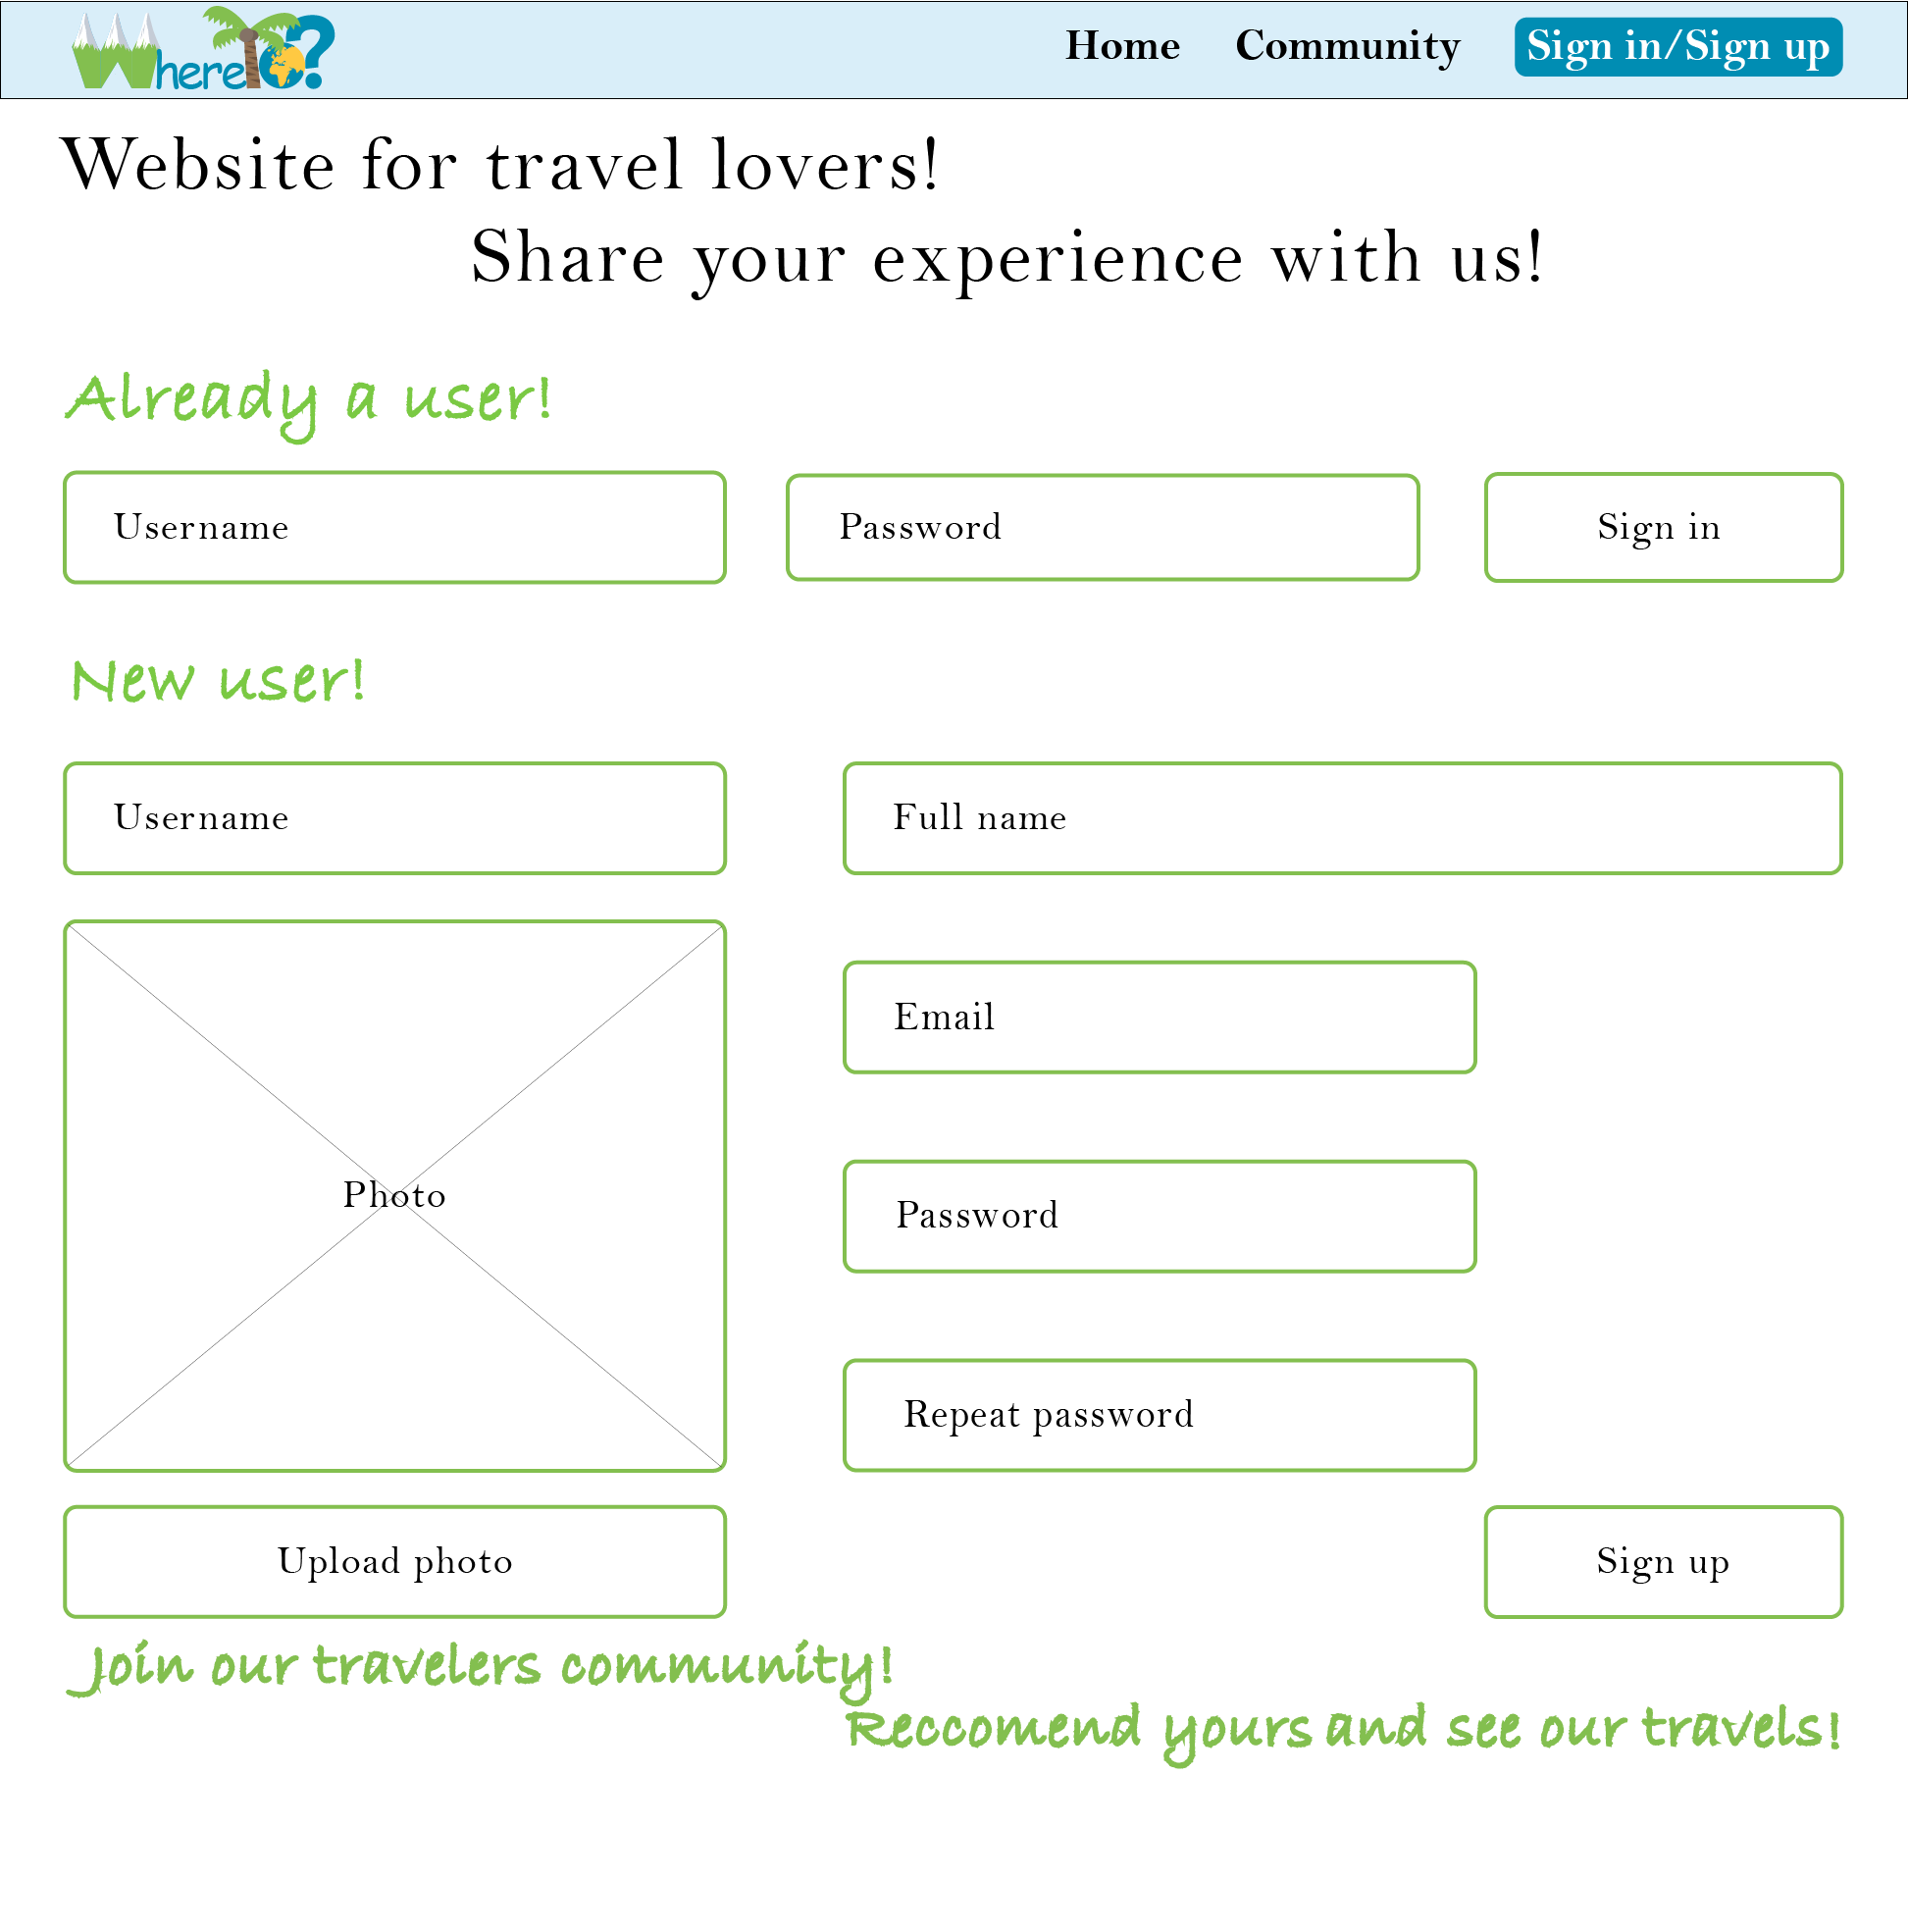 WhereTo?
Home Community Sign in/Sign up
Website for travel lovers!
Share your experience with us!
Already a user!
Username Password Sign in
New user!
Username Full name
Email
Photo
Password
Repeat password
Upload photo Sign up
Join our travelers community!
Reccomend yours and see our travels!